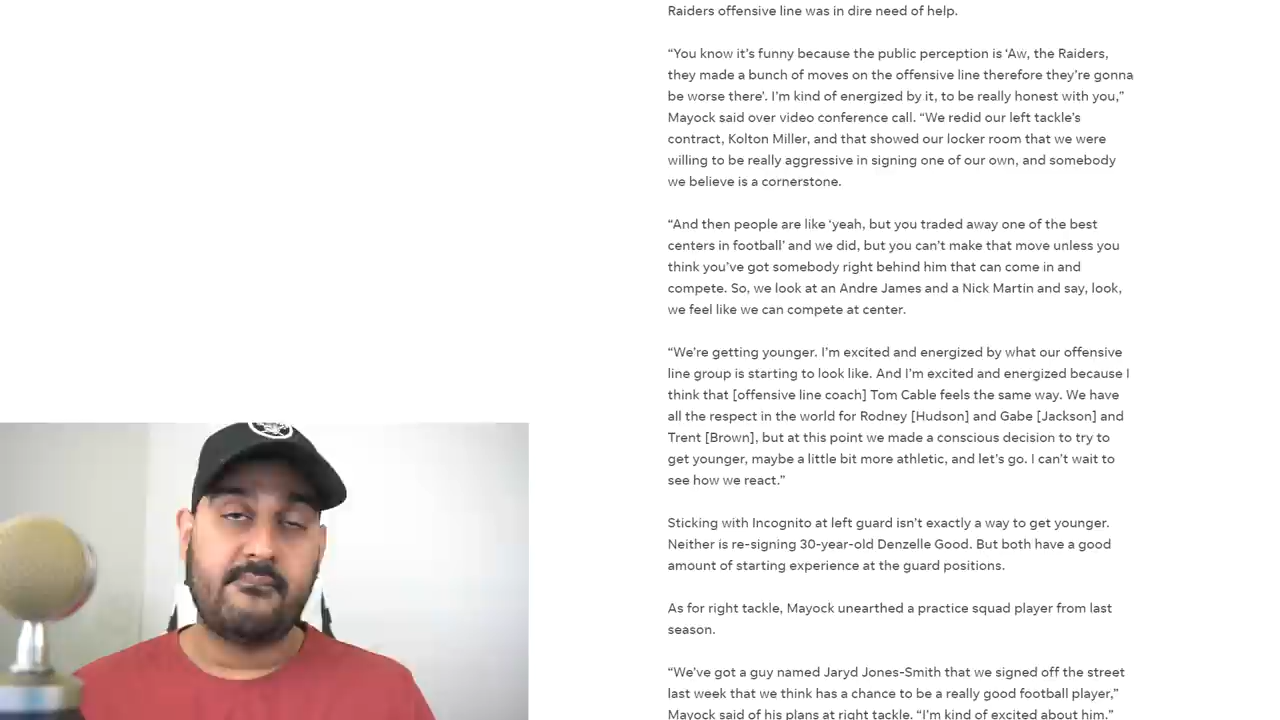 Raiders offensive line was in dire need of help.
“You know it’s funny because the public perception is ‘Aw, the Raiders,
they made a bunch of moves on the offensive line therefore they’re gonna
be worse there’. I’m kind of energized by it, to be really honest with you,”
Mayock said over video conference call. “We redid our left tackle’s
contract, Kolton Miller, and that showed our locker room that we were
willing to be really aggressive in signing one of our own, and somebody
we believe is a cornerstone.
“And then people are like ‘yeah, but you traded away one of the best
centers in football’ and we did, but you can’t make that move unless you
think you’ve got somebody right behind him that can come in and
compete. So, we look at an Andre James and a Nick Martin and say, look,
we feel like we can compete at center.
“We’re getting younger. I’m excited and energized by what our offensive
line group is starting to look like. And I’m excited and energized because I
think that [offensive line coach] Tom Cable feels the same way. We have
all the respect in the world for Rodney [Hudson] and Gabe [Jackson] and
Trent [Brown], but at this point we made a conscious decision to try to
get younger, maybe a little bit more athletic, and let’s go. I can’t wait to
see how we react.”
Sticking with Incognito at left guard isn’t exactly a way to get younger.
Neither is re-signing 30-year-old Denzelle Good. But both have a good
amount of starting experience at the guard positions.
As for right tackle, Mayock unearthed a practice squad player from last
season.
“We’ve got a guy named Jaryd Jones-Smith that we signed off the street
last week that we think has a chance to be a really good football player,”
Mayock said of his plans at right tackle. “I’m kind of excited about him.”